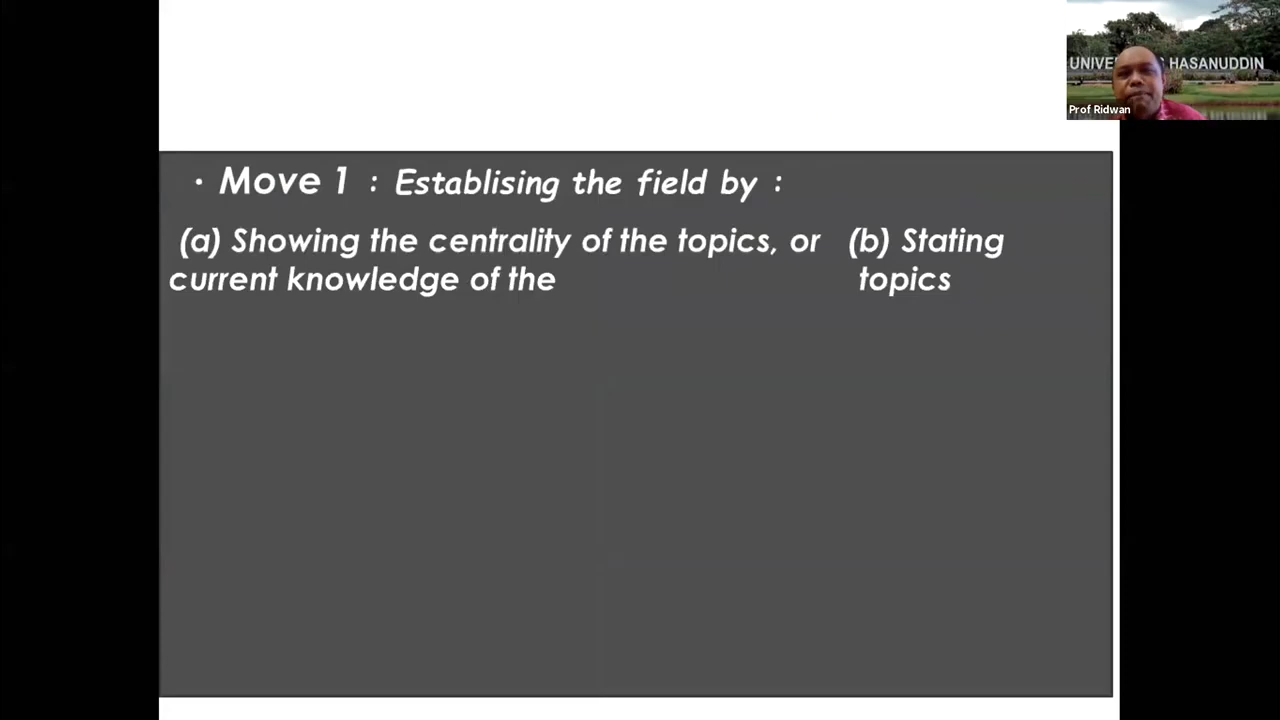 UNIVE S HASANUDDIN
Prof Ridwan
• Move 1 : Establising the field by :
(a) Showing the centrality of the topics, or (b) Stating
current knowledge of the topics